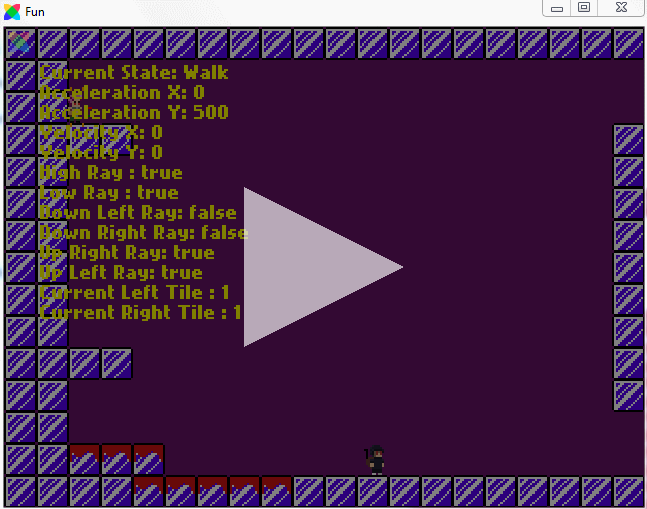 Fun
Current State: Walk
Acceleration X: 0
Acceleration Y: 500
Velocity X: 0
Velocity Y: 0
High Ray : true
Low Ray : true
Down Left Ray: false
Down Right Ray: false
Up Right Ray: true
Up Left Ray: true
Current Left Tile : 1
Current Right Tile : 1